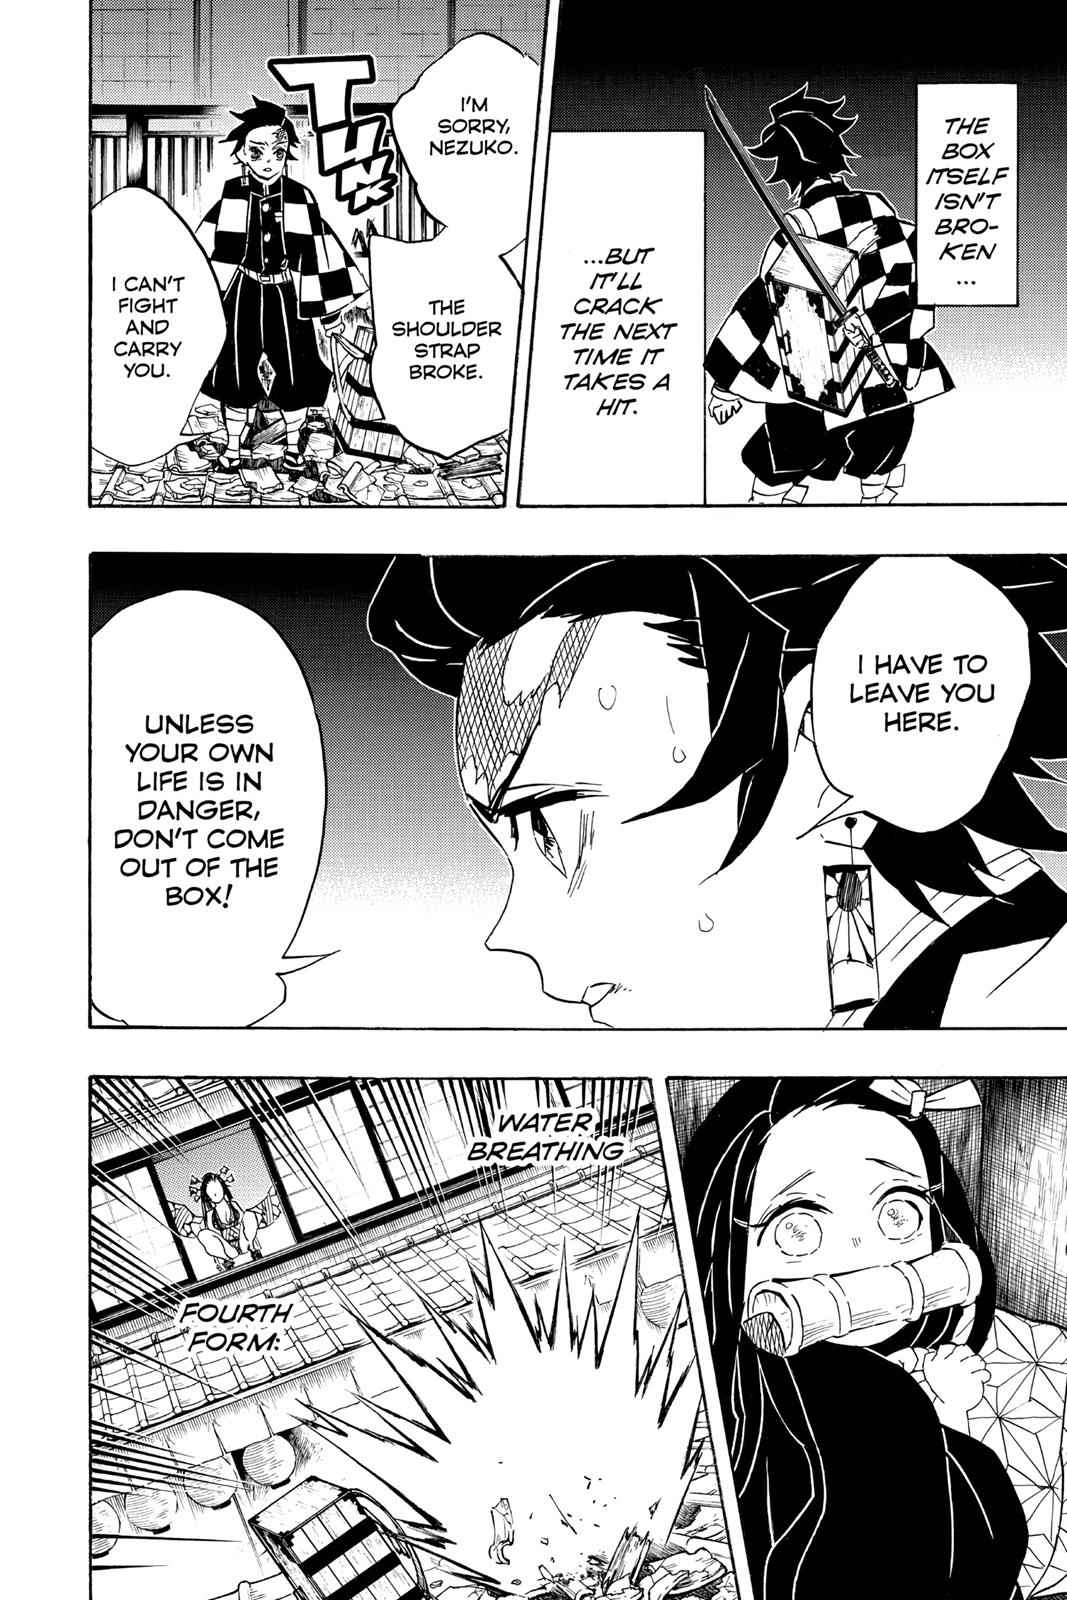 THE
BOX
ITSELF
ISN'T
BRO-
KEN
...
...BUT
IT'LL
CRACK
THE NEXT
TIME IT
TAKES A
HIT.
I'M
SORRY,
NEZUKO.
TUNK
THE
SHOULDER
STRAP
BROKE.
I CAN'T
FIGHT
AND
CARRY
YOU.
I HAVE TO
LEAVE YOU
HERE.
UNLESS
YOUR OWN
LIFE IS IN
DANGER,
DON'T COME
OUT OF THE
BOX!
WATER
BREATHING
FOURTH
FORM: